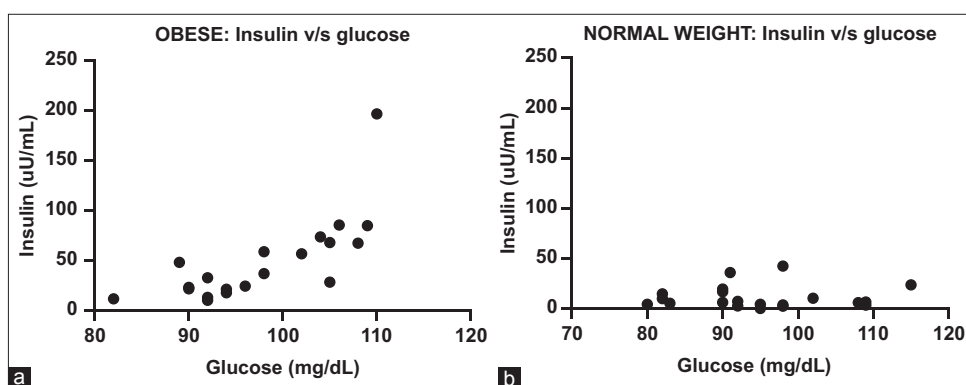 OBESE: Insulin v/s glucose
250
200
150
100
50
0
Insulin (uU/mL)
80 90 100 110 120
Glucose (mg/dL)
a
NORMAL WEIGHT: Insulin v/s glucose
250
200
150
100
50
0
Insulin (uU/mL)
70 80 90 100 110 120
Glucose (mg/dL)
b